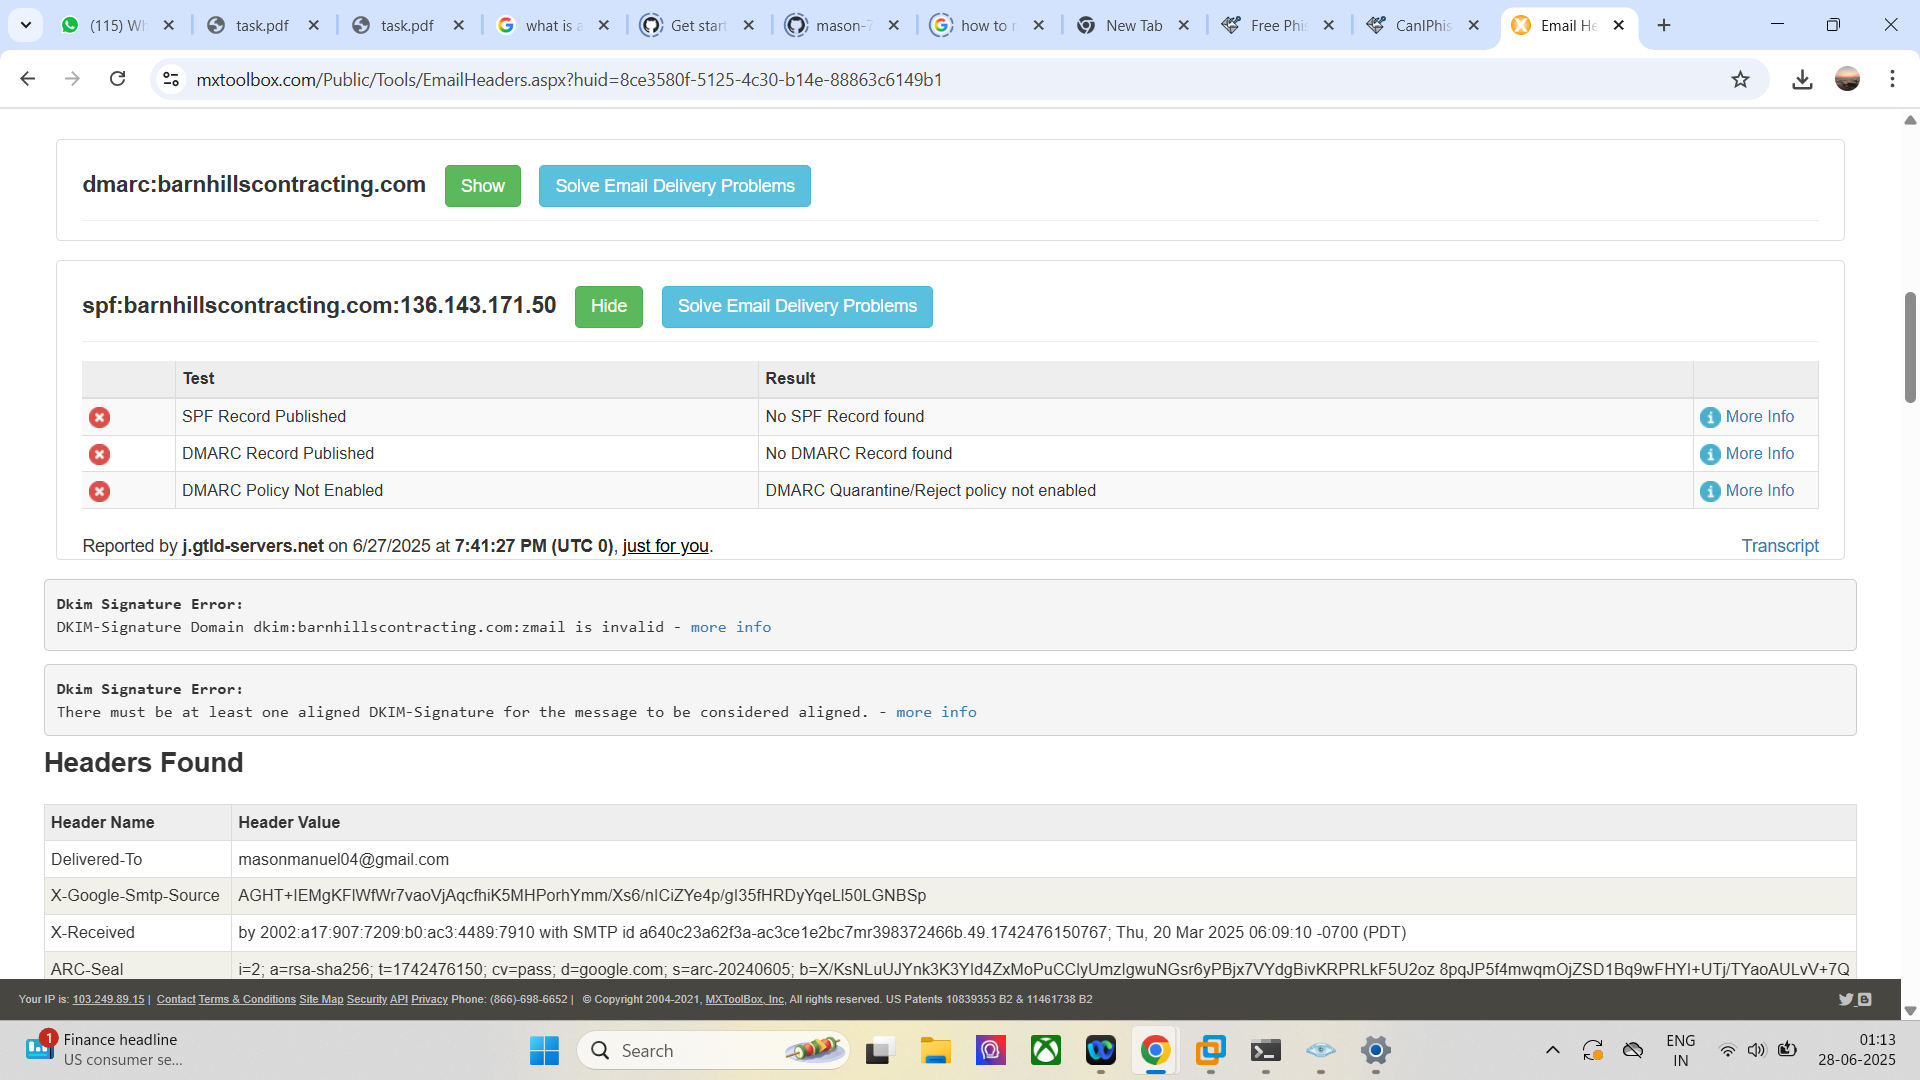 (115) Wh
task.pdf
task.pdf
what is a
Get start
mason-7
how to r
New Tab
Free Phis
CanIPhis
Email He
mxtoolbox.com/Public/Tools/EmailHeaders.aspx?huid=8ce3580f-5125-4c30-b14e-88863c6149b1
dmarc:barnhillscontracting.com Show Solve Email Delivery Problems
spf:barnhillscontracting.com:136.143.171.50 Hide Solve Email Delivery Problems
Test Result
SPF Record Published No SPF Record found More Info
DMARC Record Published No DMARC Record found More Info
DMARC Policy Not Enabled DMARC Quarantine/Reject policy not enabled More Info
Reported by j.gtld-servers.net on 6/27/2025 at 7:41:27 PM (UTC 0), just for you. Transcript
Dkim Signature Error:
DKIM-Signature Domain dkim:barnhillscontracting.com:zmail is invalid - more info
Dkim Signature Error:
There must be at least one aligned DKIM-Signature for the message to be considered aligned. - more info
Headers Found
Header Name Header Value
Delivered-To masonmanuel04@gmail.com
X-Google-Smtp-Source AGHT+IEMgKFlWfWr7vaoVjAqcfhiK5MHPorhYmm/Xs6/nICiZYe4p/gI35fHRDyYqeLl50LGNBSp
X-Received by 2002:a17:907:7209:b0:ac3:4489:7910 with SMTP id a640c23a62f3a-ac3ce1e2bc7mr398372466b.49.1742476150767; Thu, 20 Mar 2025 06:09:10 -0700 (PDT)
ARC-Seal i=2; a=rsa-sha256; t=1742476150; cv=pass; d=google.com; s=arc-20240605; b=X/KsNLuUJYnk3K3YId4ZxMoPuCClyUmzIgwuNGsr6yPBjx7VYdgBivKRPRLkF5U2oz 8pqJP5f4mwqmOjZSD1Bq9wFHYI+UTj/TYaoAULvV+7Q
Your IP is: 103.249.89.15 | Contact Terms & Conditions Site Map Security API Privacy Phone: (866)-698-6652 | © Copyright 2004-2021, MXToolBox, Inc, All rights reserved. US Patents 10839353 B2 & 11461738 B2
1
Finance headline
US consumer se...
Search
ENG
IN
01:13
28-06-2025